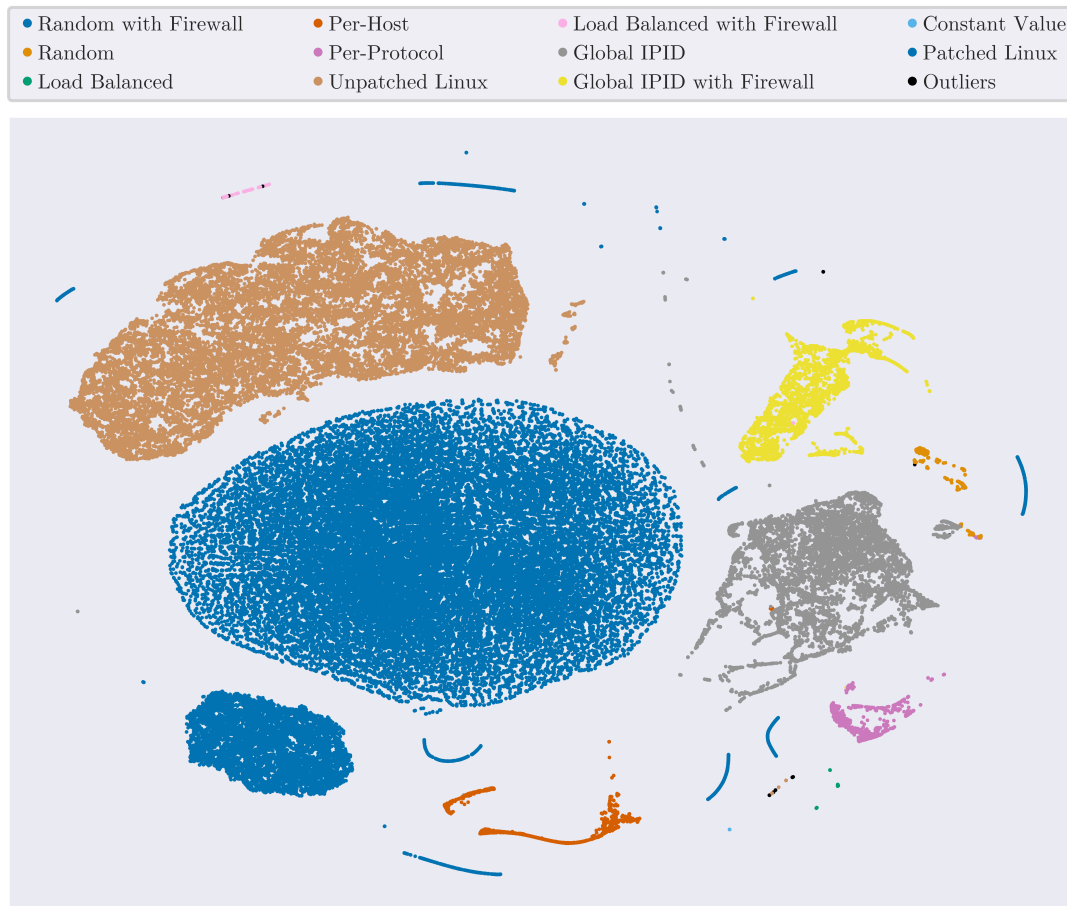 Random with Firewall Per-Host Load Balanced with Firewall Constant Value
Random Per-Protocol Global IPID Patched Linux
Load Balanced Unpatched Linux Global IPID with Firewall Outliers